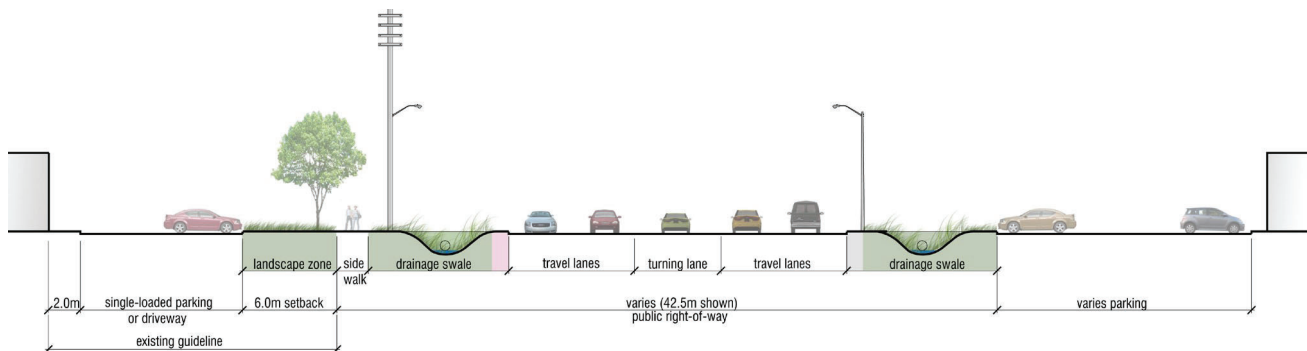 landscape zone
side
walk
drainage swale
travel lanes
turning lane
travel lanes
drainage swale
2.0m
single-loaded parking
or driveway
6.0m setback
varies (42.5m shown)
public right-of-way
varies parking
existing guideline